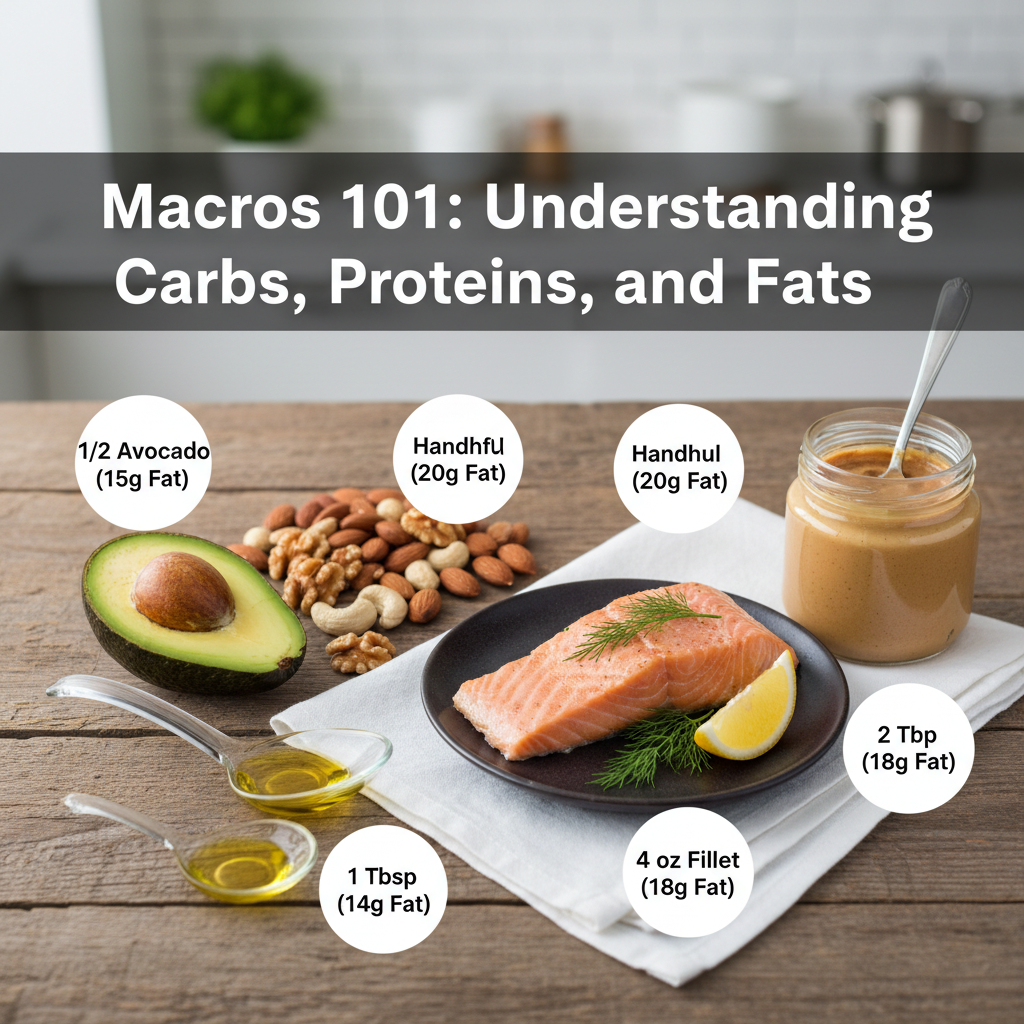 Macros 101: Understanding
Carbs, Proteins, and Fats
1/2 Avocado
(15g Fat)
Handhful
(20g Fat)
Handhul
(20g Fat)
2 Tbp
(18g Fat)
1 Tbsp
(14g Fat)
4 oz Fillet
(18g Fat)